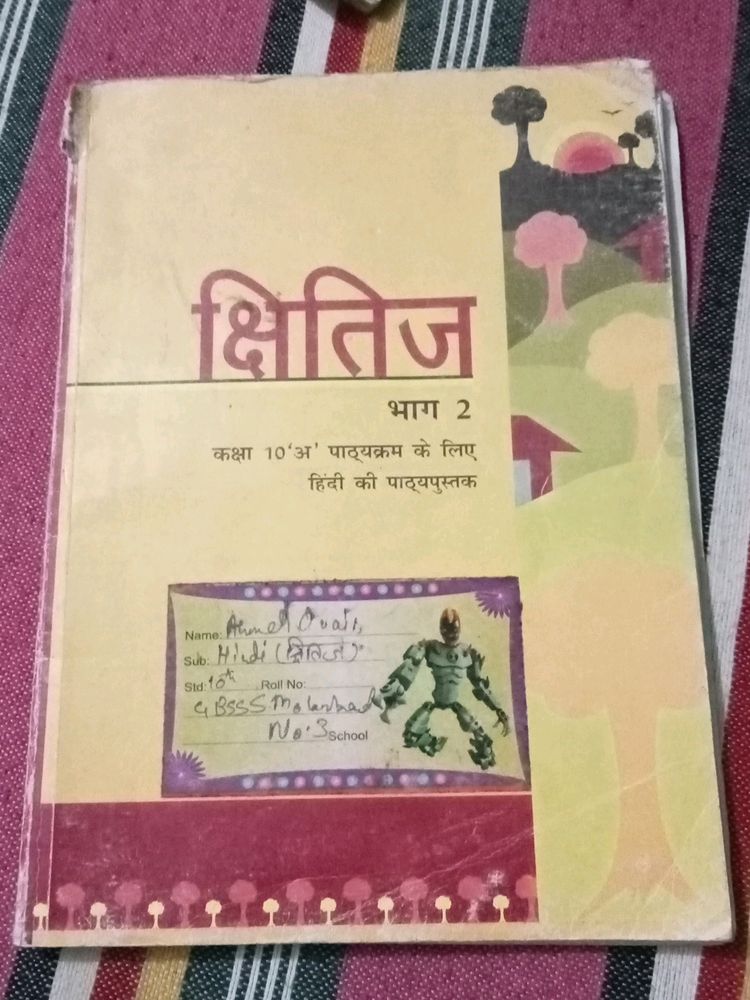 क्षितिज
भाग 2
कक्षा 10 'अ' पाठ्यक्रम के लिए
हिंदी की पाठ्यपुस्तक
Name: Ahmed
Sub: Hindi (क्षितिज)
Std: 10th Roll No:
GBSSS
No. 3 School